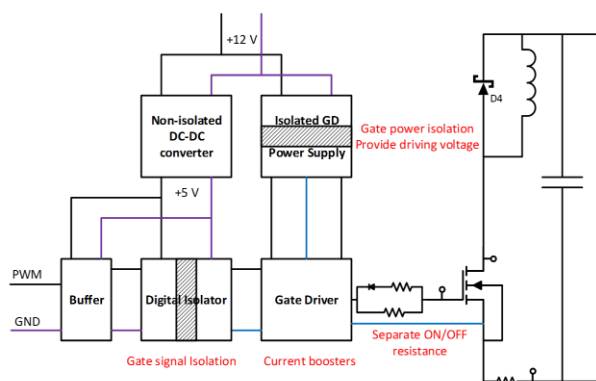 +12 V
Non-isolated
DC-DC
converter
Isolated GD
Power Supply
Gate power isolation
Provide driving voltage
D4
+5 V
PWM
GND
Buffer
Digital Isolator
Gate Driver
Gate signal Isolation
Current boosters
Separate ON/OFF
resistance